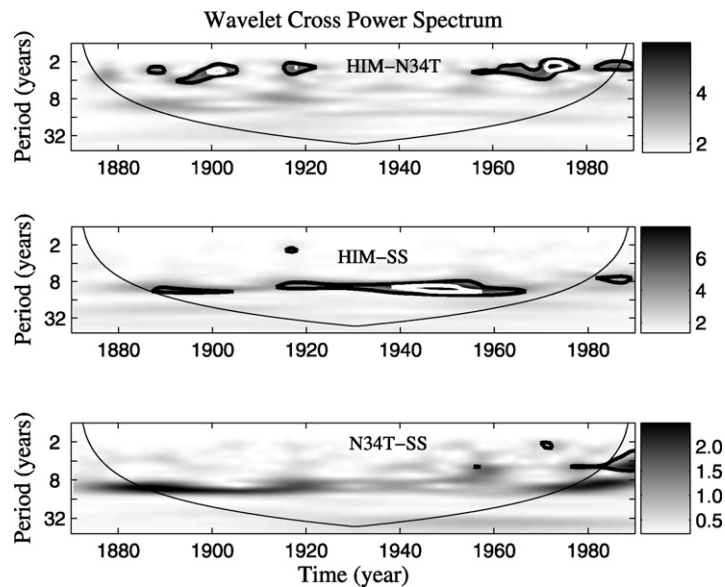 Wavelet Cross Power Spectrum
Period (years)
2
8
32
HIM-N34T
1880 1900 1920 1940 1960 1980
4
2
Period (years)
2
8
32
HIM-SS
1880 1900 1920 1940 1960 1980
6
4
2
Period (years)
2
8
32
N34T-SS
1880 1900 1920 1940 1960 1980
2.0
1.5
1.0
0.5
Time (year)